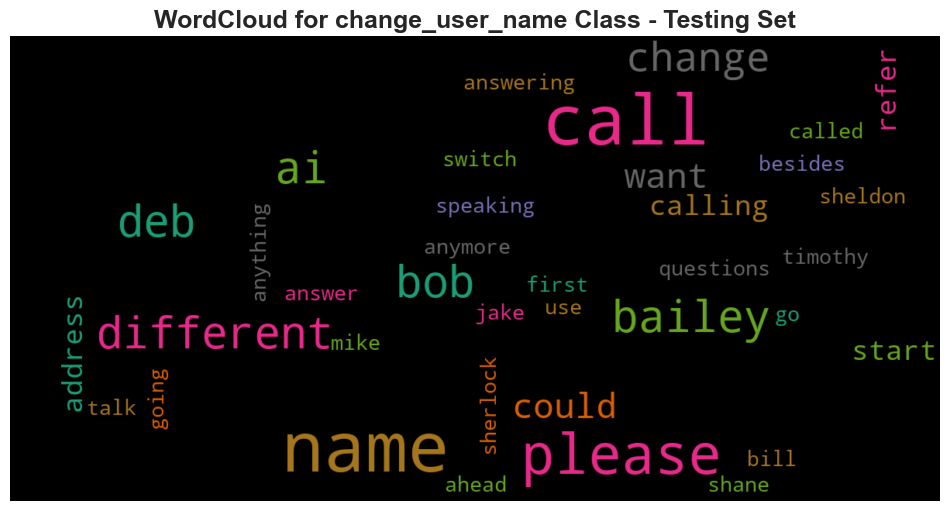 WordCloud for change_user_name Class - Testing Set
change
refer
answering
call
called
switch
ai
besides
want
sheldon
speaking
calling
deb
anything
anymore
timothy
questions
bob
first
answer
address
jake
use
bailey
go
different
mike
start
sherlock
going
talk
could
name
please
bill
ahead
shane